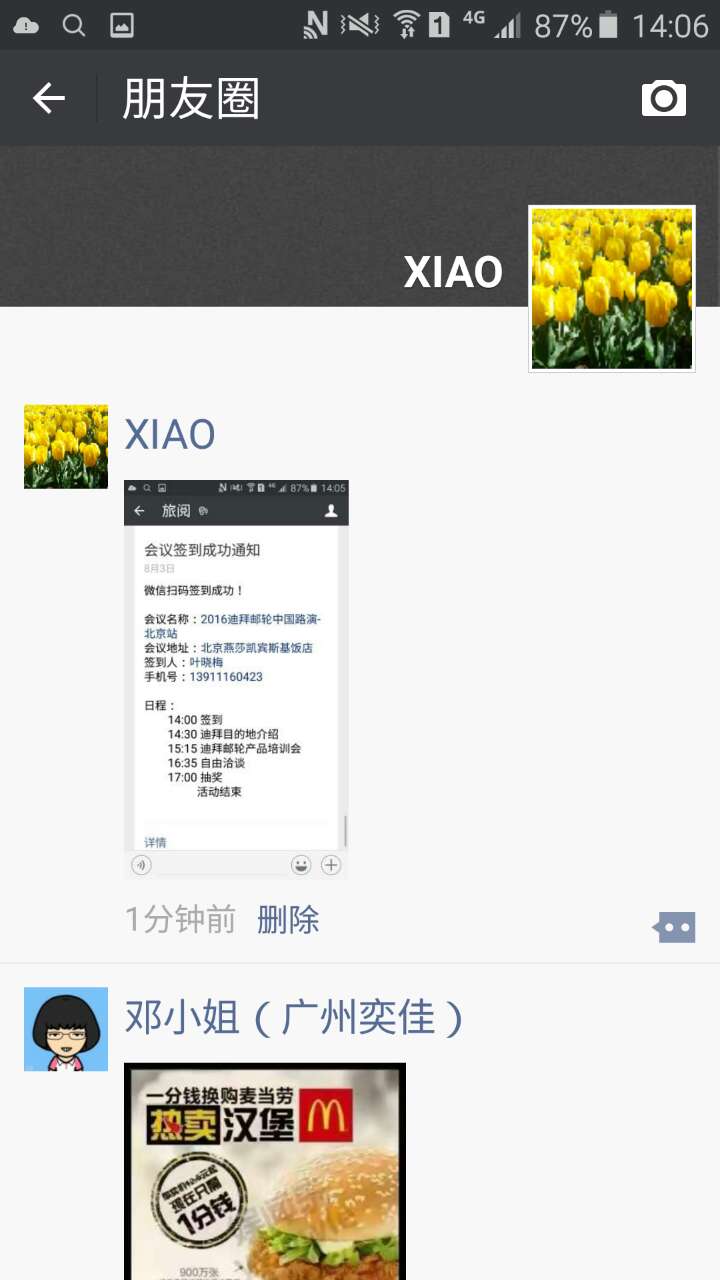 4G 87% 14:06
朋友圈
XIAO
XIAO
4G 87% 14:05
旅阅
会议签到成功通知
8月3日
微信扫码签到成功！
会议名称：2016迪拜邮轮中国路演-
北京站
会议地址：北京燕莎凯宾斯基饭店
签到人：叶晓梅
手机号：13911160423
日程：
14:00 签到
14:30 迪拜目的地介绍
15:15 迪拜邮轮产品培训会
16:35 自由洽谈
17:00 抽奖
活动结束
详情
1分钟前 删除
邓小姐（广州奕佳）
一分钱换购麦当劳
热卖汉堡
现在只需
1分钱
900万张